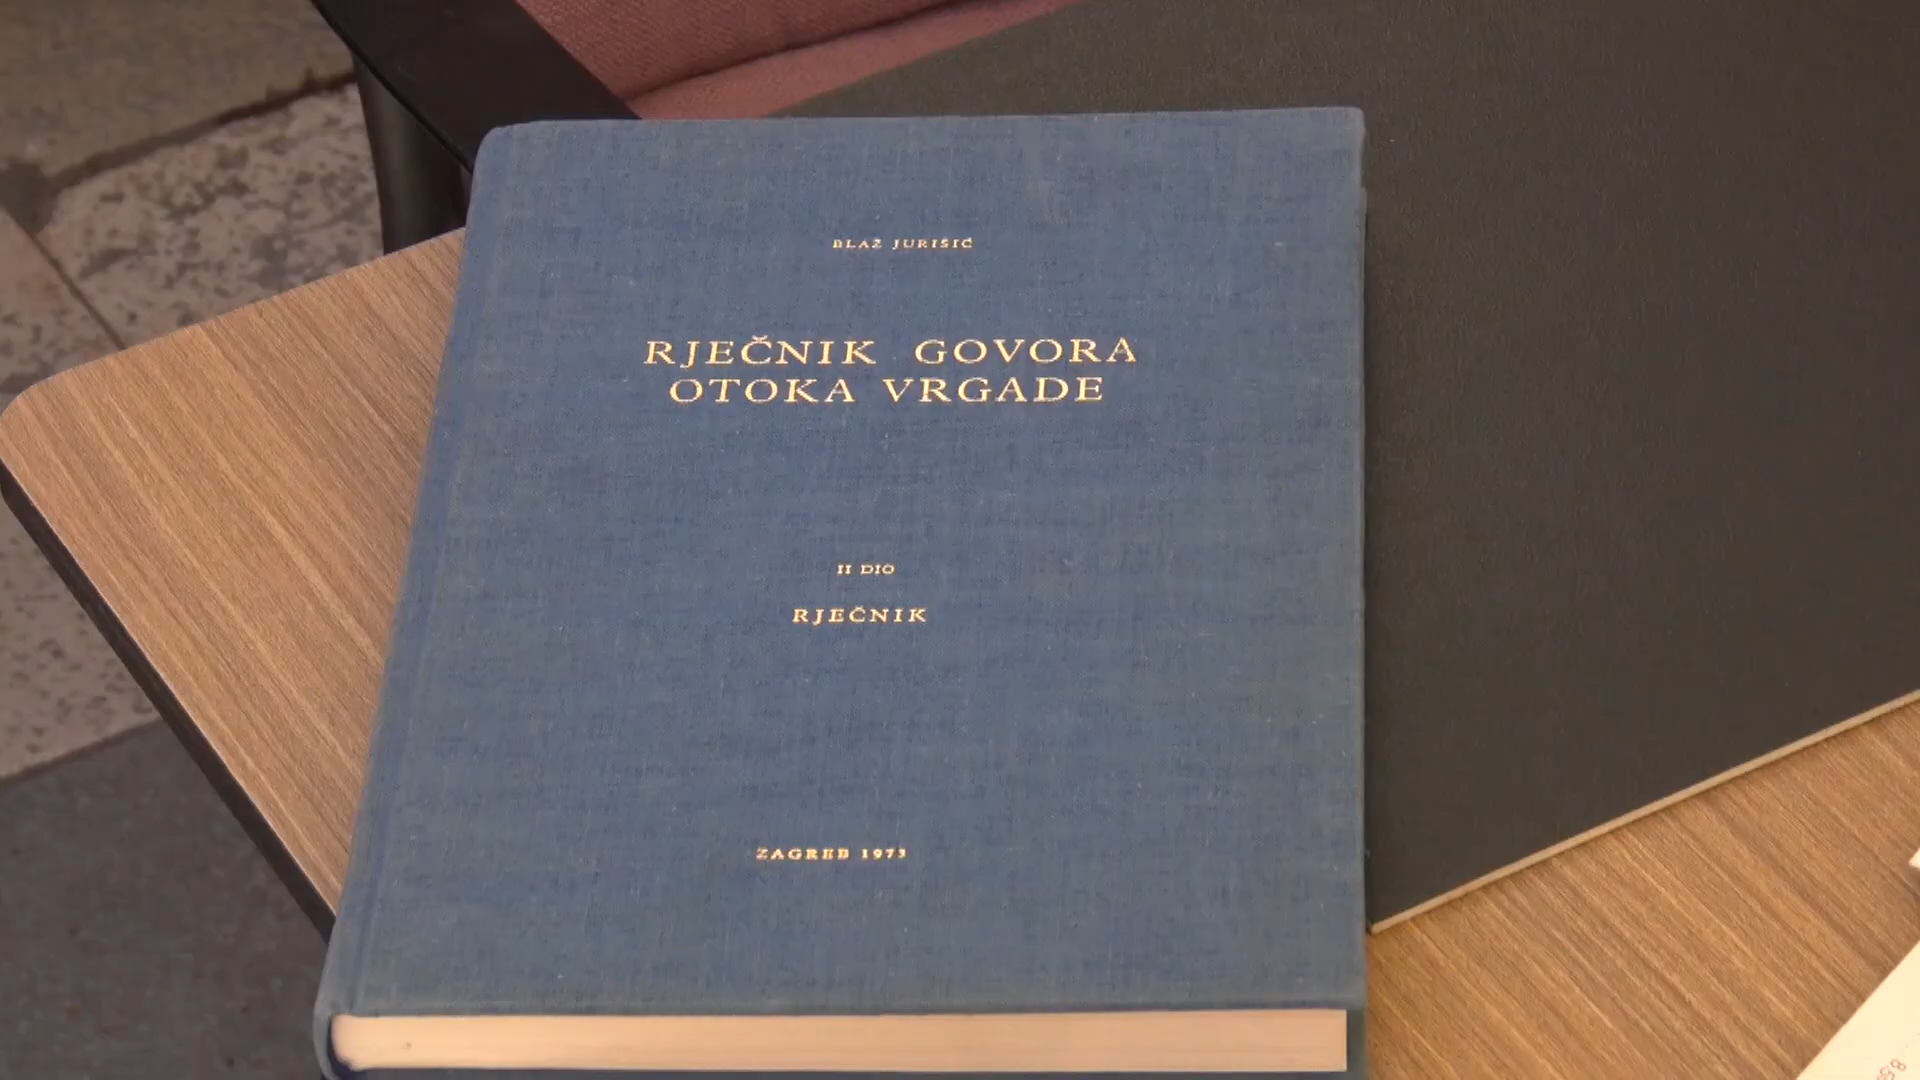 BLAŽ JURIŠIĆ
RJEČNIK GOVORA
OTOKA VRGADE
II DIO
RJEČNIK
ZAGREB 1973